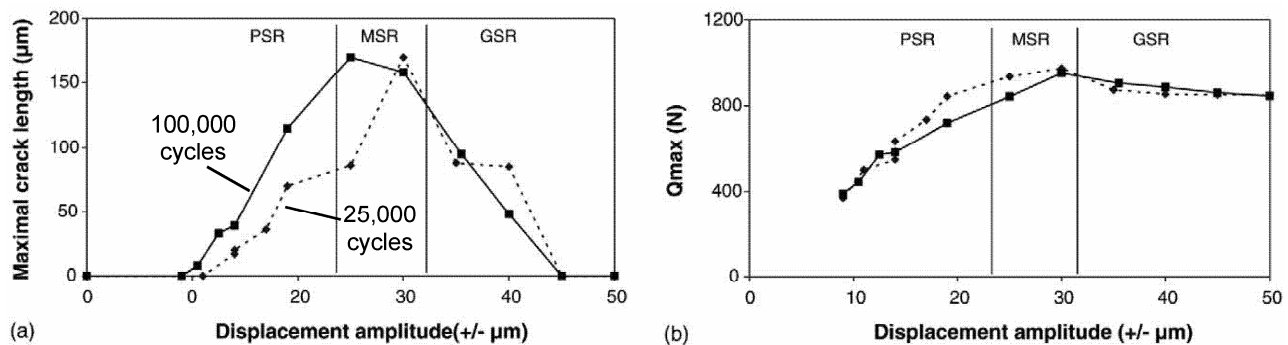 200
150
100
50
0
Maximal crack length (µm)
PSR
MSR
GSR
100,000
cycles
25,000
cycles
0 0 20 30 40 50
Displacement amplitude(+/- µm)
(a)
1200
800
400
0
Qmax (N)
PSR
MSR
GSR
0 10 20 30 40 50
Displacement amplitude (+/- µm)
(b)